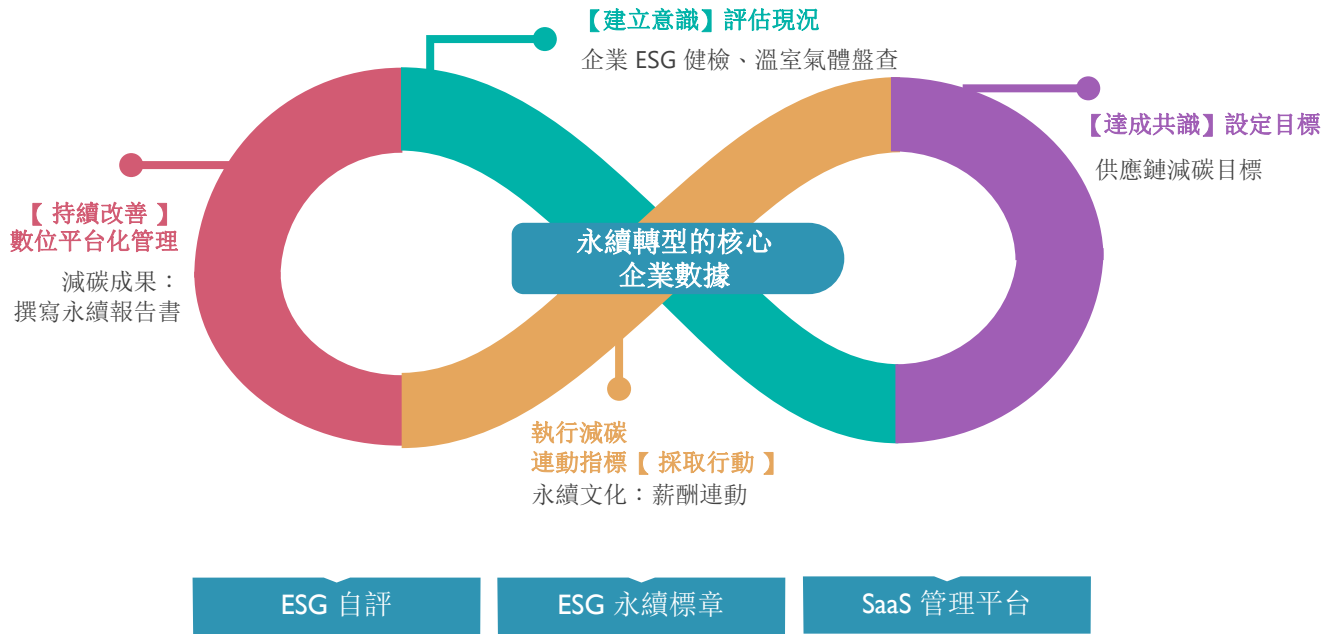 【建立意識】評估現況
企業 ESG 健檢、溫室氣體盤查
【達成共識】設定目標
供應鏈減碳目標
【 持續改善 】
數位平台化管理
減碳成果：
撰寫永續報告書
永續轉型的核心
企業數據
執行減碳
連動指標【 採取行動 】
永續文化：薪酬連動
ESG 自評
ESG 永續標章
SaaS 管理平台